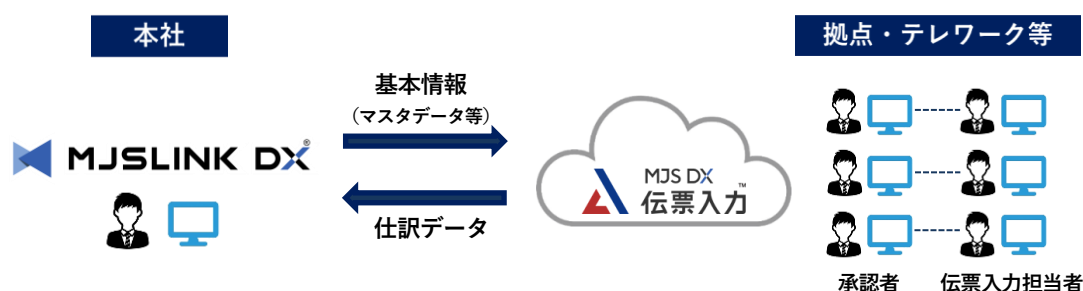 本社
拠点・テレワーク等
基本情報
(マスタデータ等)
MJSLINK DX®
MJS DX
伝票入力™
仕訳データ
承認者
伝票入力担当者